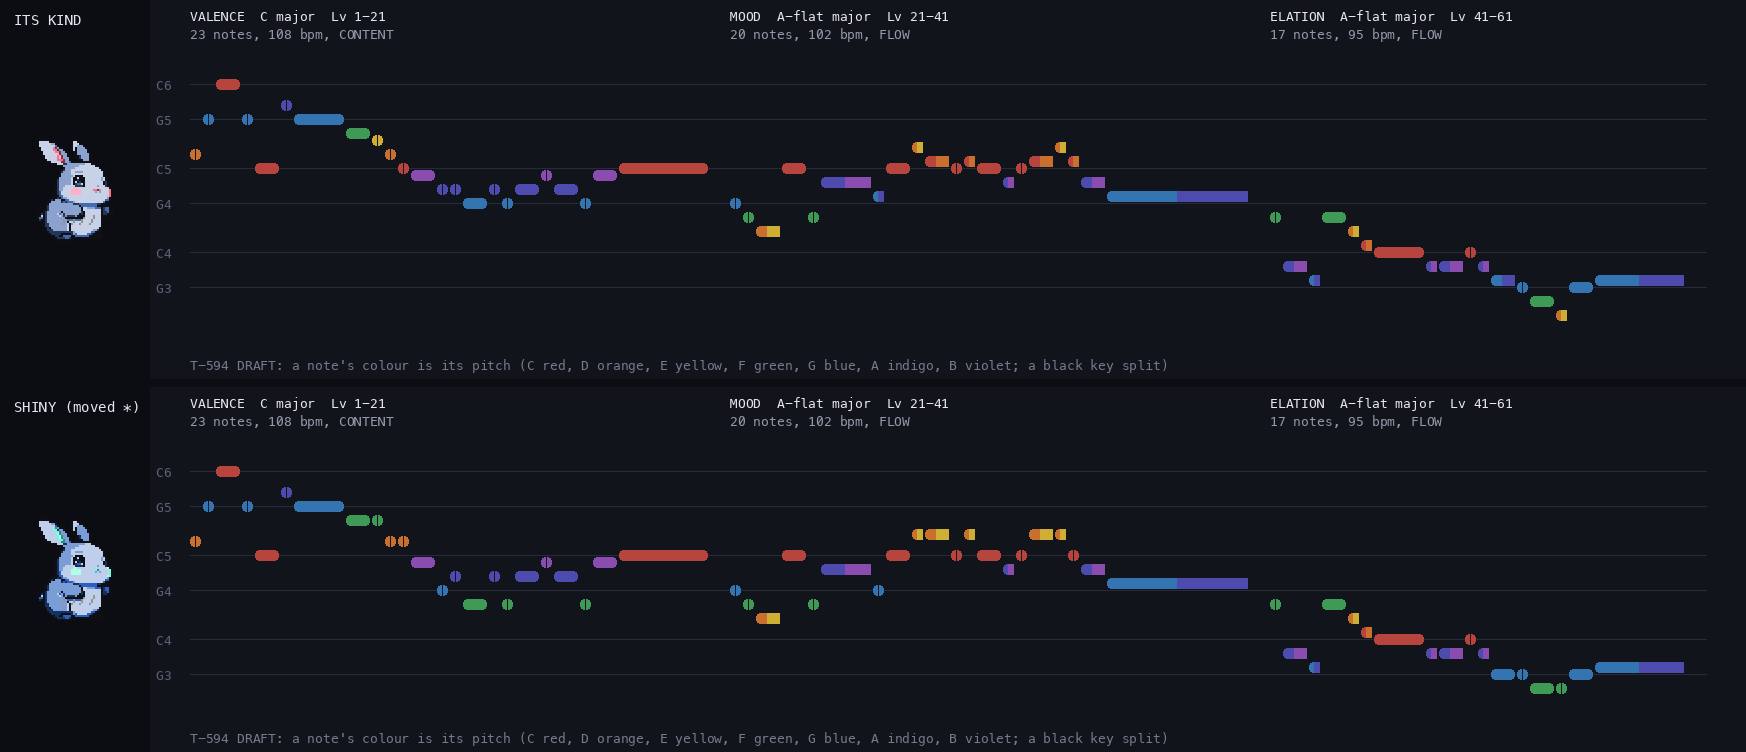 ITS KIND
VALENCE  C major  Lv 1−21
23 notes, 108 bpm, CONTENT
MOOD  A−flat major  Lv 21−41
20 notes, 102 bpm, FLOW
ELATION  A−flat major  Lv 41−61
17 notes, 95 bpm, FLOW
C6
G5
C5
G4
C4
G3
T−594 DRAFT: a note's colour is its pitch (C red, D orange, E yellow, F green, G blue, A indigo, B violet; a black key split)
SHINY (moved *)
VALENCE  C major  Lv 1−21
23 notes, 108 bpm, CONTENT
MOOD  A−flat major  Lv 21−41
20 notes, 102 bpm, FLOW
ELATION  A−flat major  Lv 41−61
17 notes, 95 bpm, FLOW
C6
G5
C5
G4
C4
G3
T−594 DRAFT: a note's colour is its pitch (C red, D orange, E yellow, F green, G blue, A indigo, B violet; a black key split)